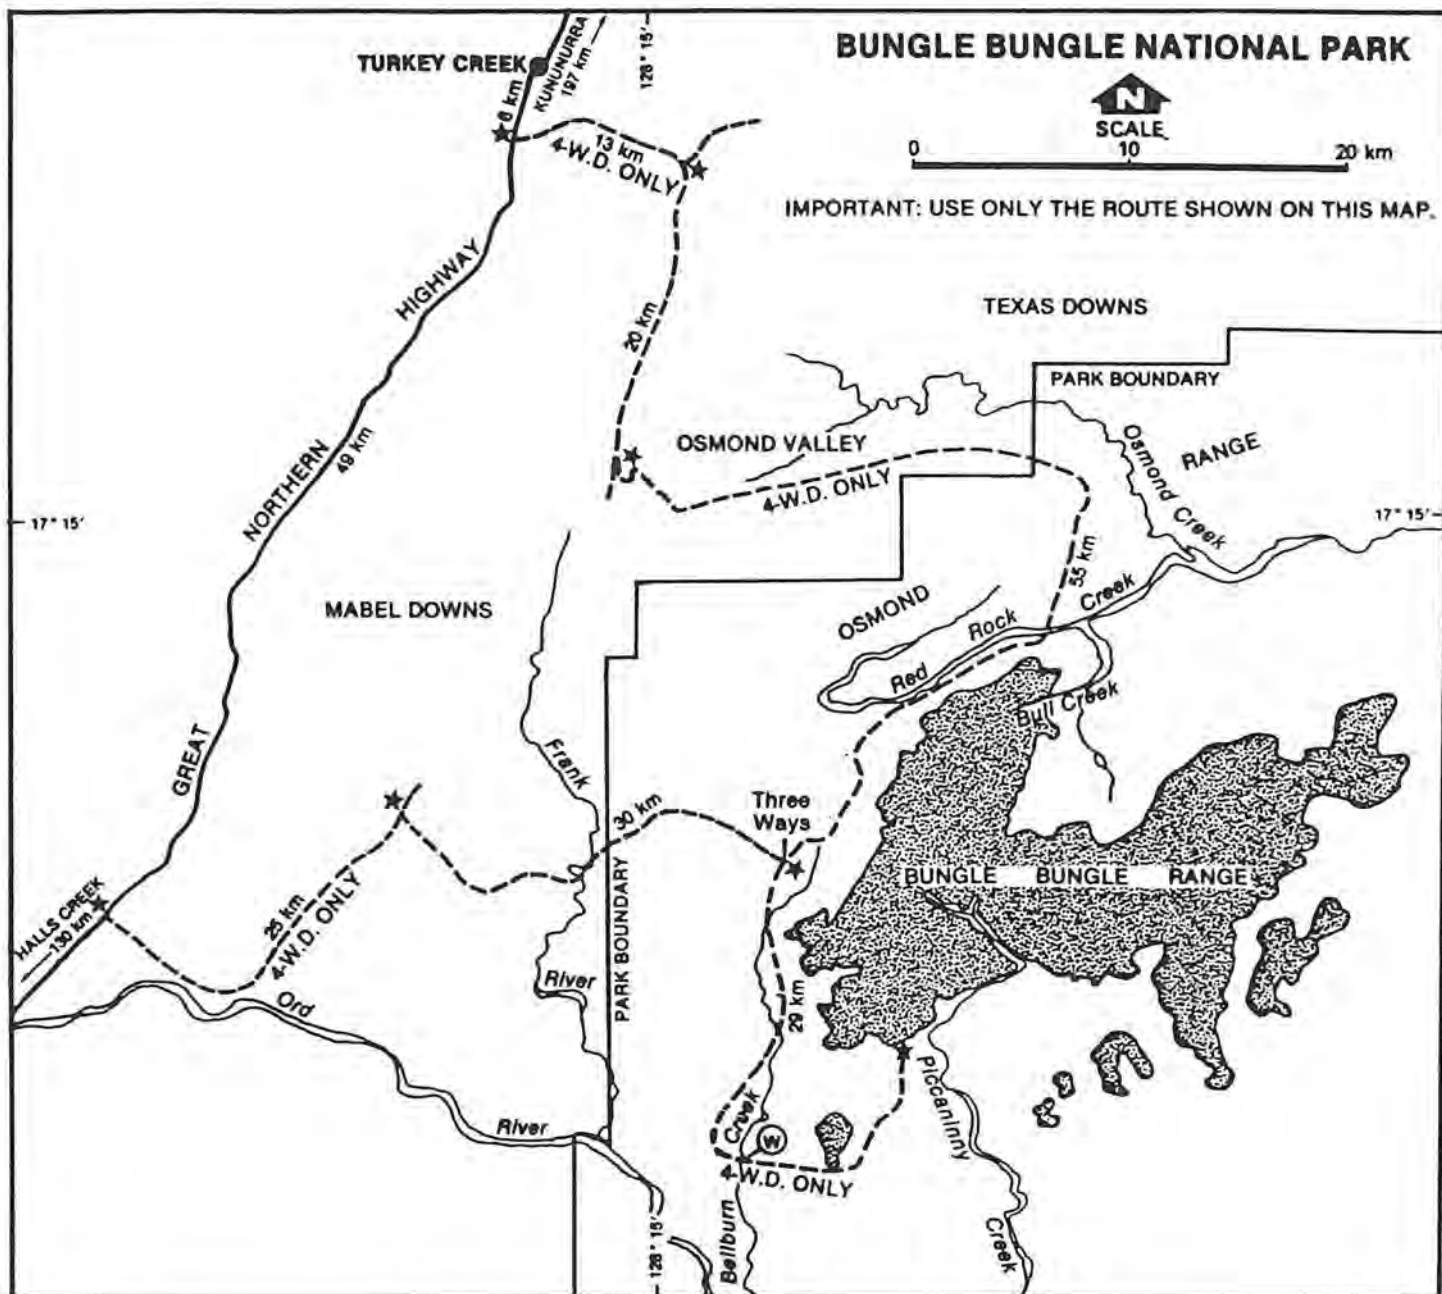 BUNGLE BUNGLE NATIONAL PARK
N
SCALE
0 10 20 km
IMPORTANT: USE ONLY THE ROUTE SHOWN ON THIS MAP.
TURKEY CREEK
KUNUNURRA
197 km
128° 15'
6 km
13 km
4-W.D. ONLY
HIGHWAY
20 km
TEXAS DOWNS
PARK BOUNDARY
NORTHERN
49 km
OSMOND VALLEY
4-W.D. ONLY
Osmond Creek
RANGE
17° 15'
17° 15'
55 km
MABEL DOWNS
OSMOND
Red Rock Creek
Bull Creek
GREAT
Frank
30 km
Three
Ways
BUNGLE BUNGLE RANGE
HALLS CREEK
130 km
25 km
4-W.D. ONLY
PARK BOUNDARY
River
Ord
29 km
River
Creek
W
4-W.D. ONLY
Piccaninny
Creek
Bellburn
128° 15'